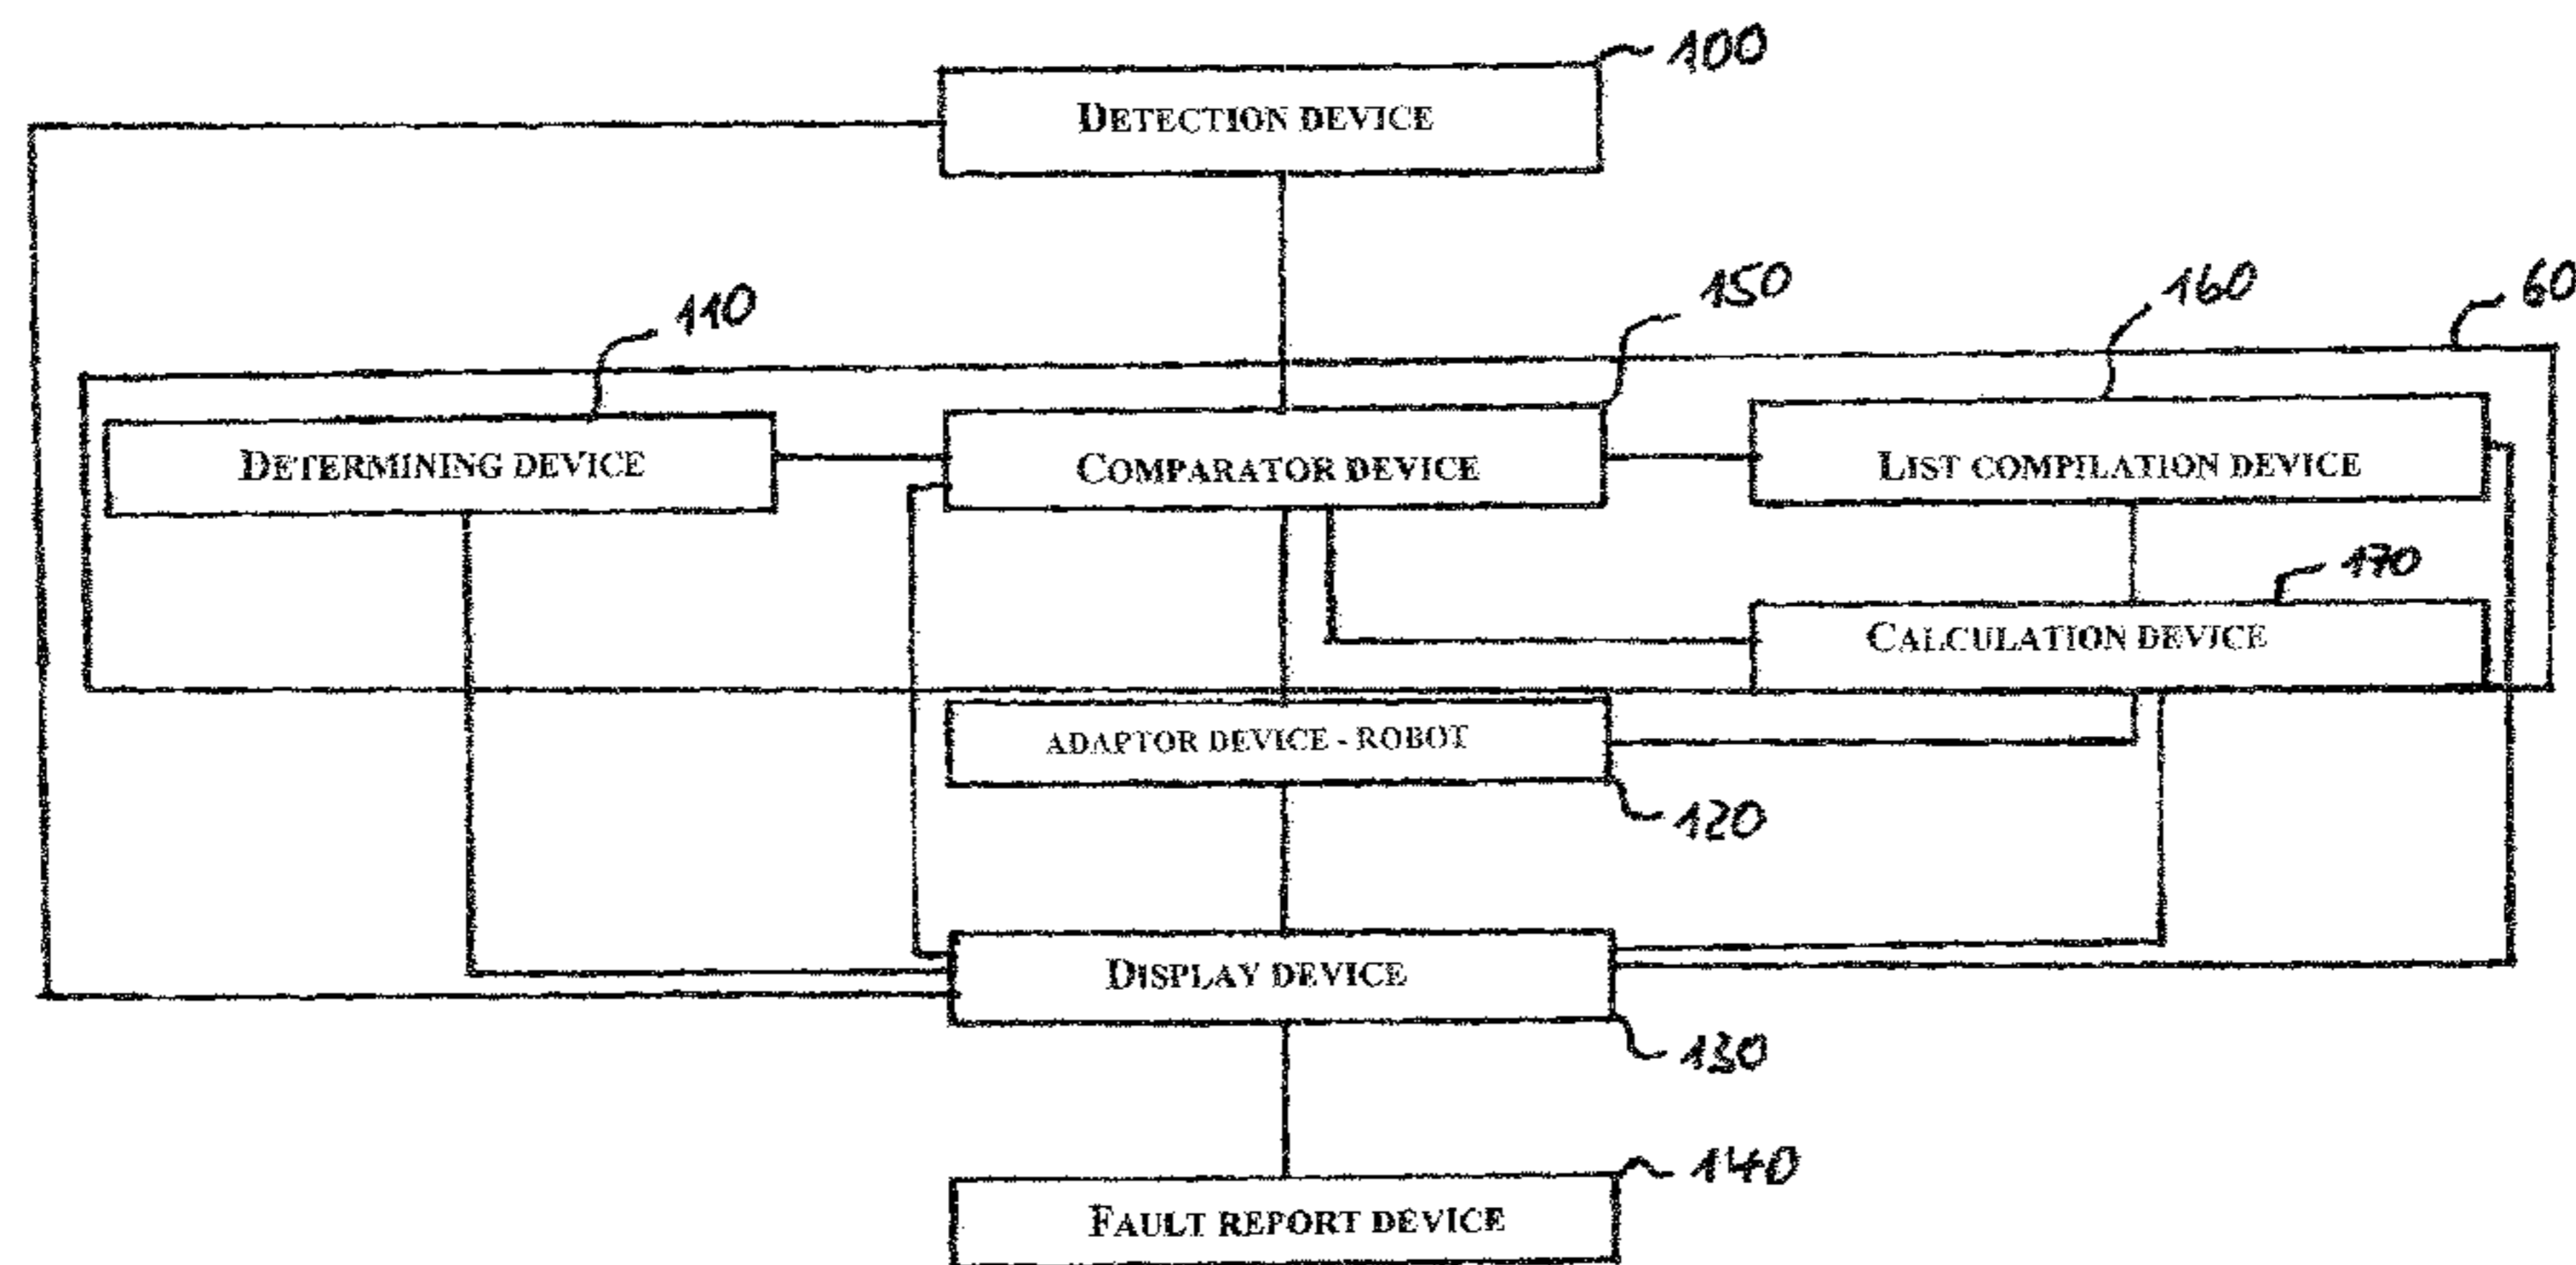 100
DETECTION DEVICE
110
150
160
60
DETERMINING DEVICE
COMPARATOR DEVICE
LIST COMPILATION DEVICE
170
CALCULATION DEVICE
ADAPTOR DEVICE - ROBOT
120
DISPLAY DEVICE
130
140
FAULT REPORT DEVICE